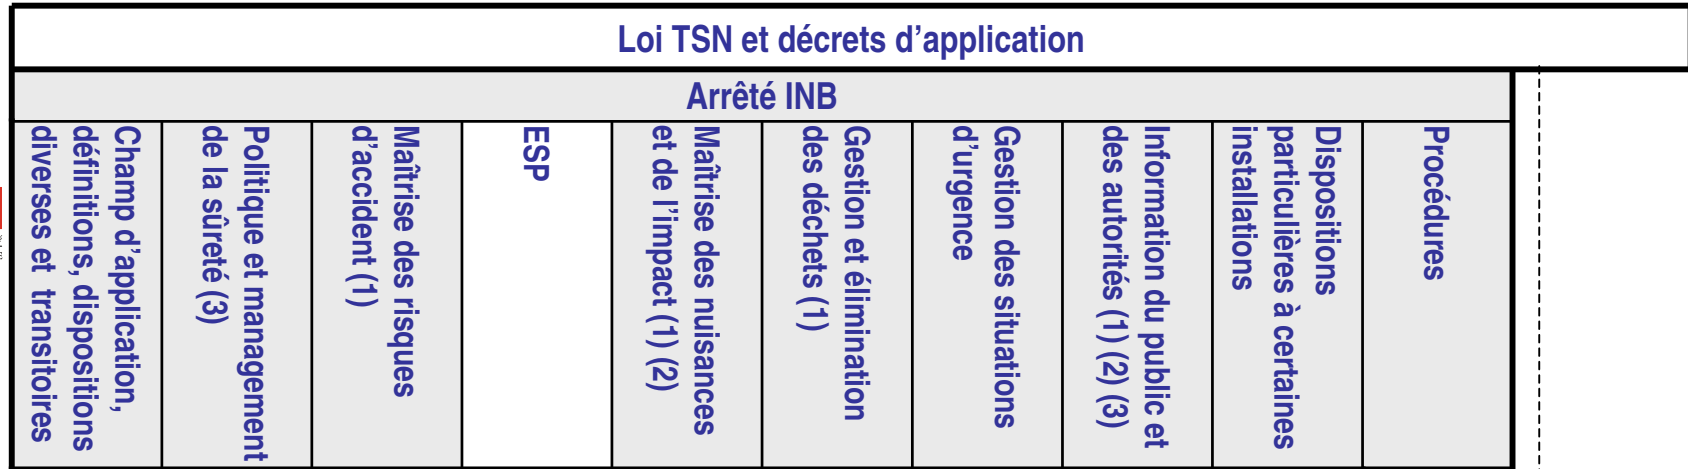 Loi TSN et décrets d’application
Arrêté INB
Champ d’application,
définitions, dispositions
diverses et transitoires
Politique et management
de la sûreté (3)
Maîtrise des risques
d’accident (1)
ESP
Maîtrise des nuisances
et de l’impact (1) (2)
Gestion et élimination
des déchets (1)
Gestion des situations
d’urgence
Information du public et
des autorités (1) (2) (3)
Dispositions
particulières à certaines
installations
Procédures